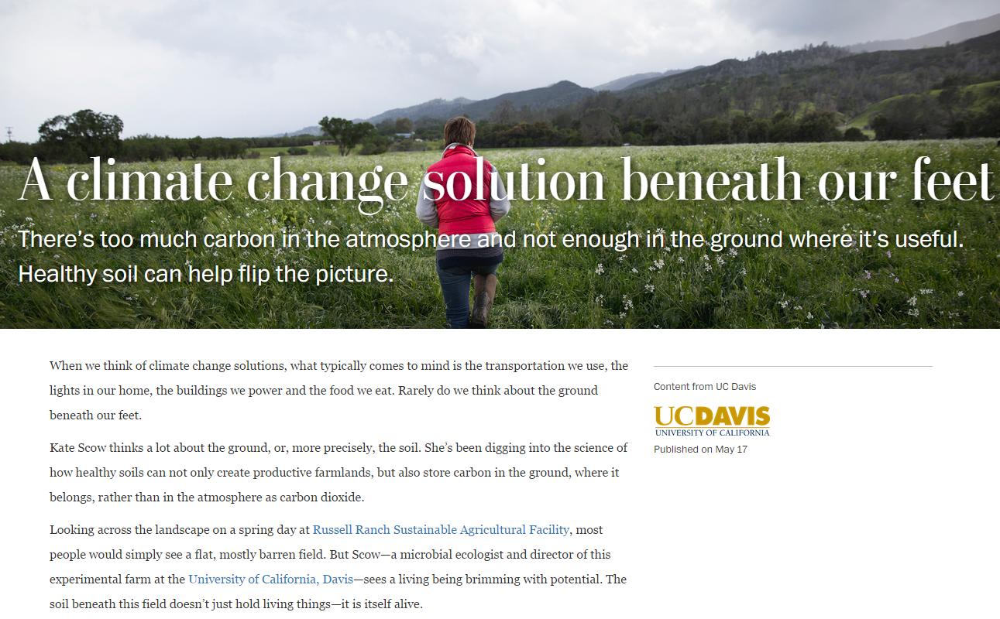 A climate change solution beneath our feet
There’s too much carbon in the atmosphere and not enough in the ground where it’s useful.
Healthy soil can help flip the picture.
When we think of climate change solutions, what typically comes to mind is the transportation we use, the
lights in our home, the buildings we power and the food we eat. Rarely do we think about the ground
beneath our feet.
Kate Scow thinks a lot about the ground, or, more precisely, the soil. She’s been digging into the science of
how healthy soils can not only create productive farmlands, but also store carbon in the ground, where it
belongs, rather than in the atmosphere as carbon dioxide.
Looking across the landscape on a spring day at Russell Ranch Sustainable Agricultural Facility, most
people would simply see a flat, mostly barren field. But Scow—a microbial ecologist and director of this
experimental farm at the University of California, Davis—sees a living being brimming with potential. The
soil beneath this field doesn’t just hold living things—it is itself alive.
Content from UC Davis
UCDAVIS
UNIVERSITY OF CALIFORNIA
Published on May 17